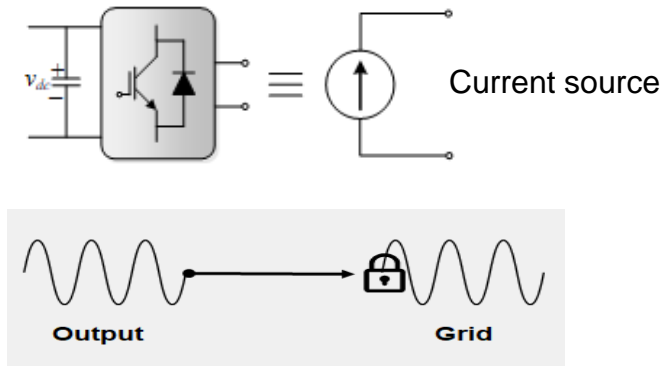 v_dc + −
Current source
Output
Grid